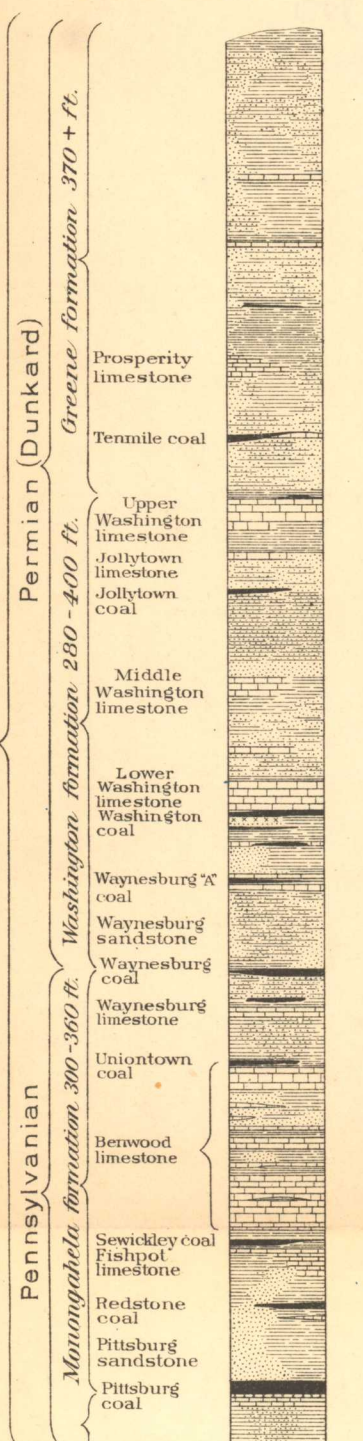 Permian (Dunkard)
Pennsylvanian
Greene formation 370+ ft.
Washington formation 280-400 ft.
Monongahela formation 300-360 ft.
Prosperity
limestone
Tenmile coal
Upper
Washington
limestone
Jollytown
limestone
Jollytown
coal
Middle
Washington
limestone
Lower
Washington
limestone
Washington
coal
Waynesburg "A"
coal
Waynesburg
sandstone
Waynesburg
coal
Waynesburg
limestone
Uniontown
coal
Benwood
limestone
Sewickley coal
Fishpot
limestone
Redstone
coal
Pittsburg
sandstone
Pittsburg
coal